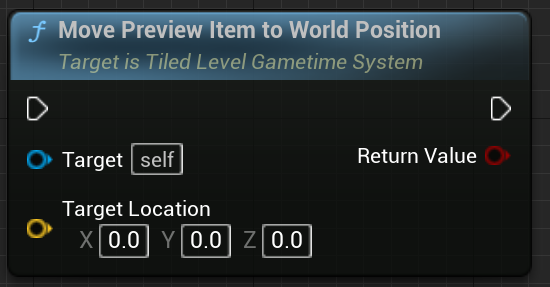 f Move Preview Item to World Position
Target is Tiled Level Gametime System
Target self
Return Value
Target Location
X 0.0 Y 0.0 Z 0.0